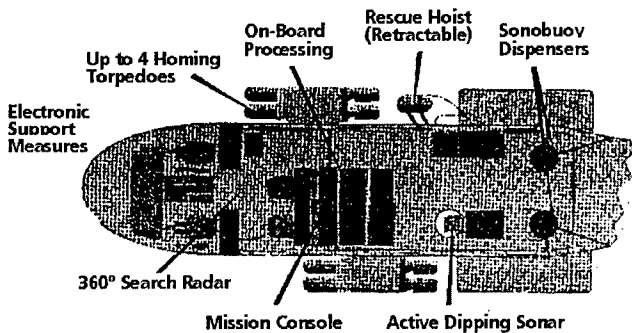 Up to 4 Homing
Torpedoes
On-Board
Processing
Rescue Hoist
(Retractable)
Sonobuoy
Dispensers
Electronic
Support
Measures
360º Search Radar
Mission Console
Active Dipping Sonar